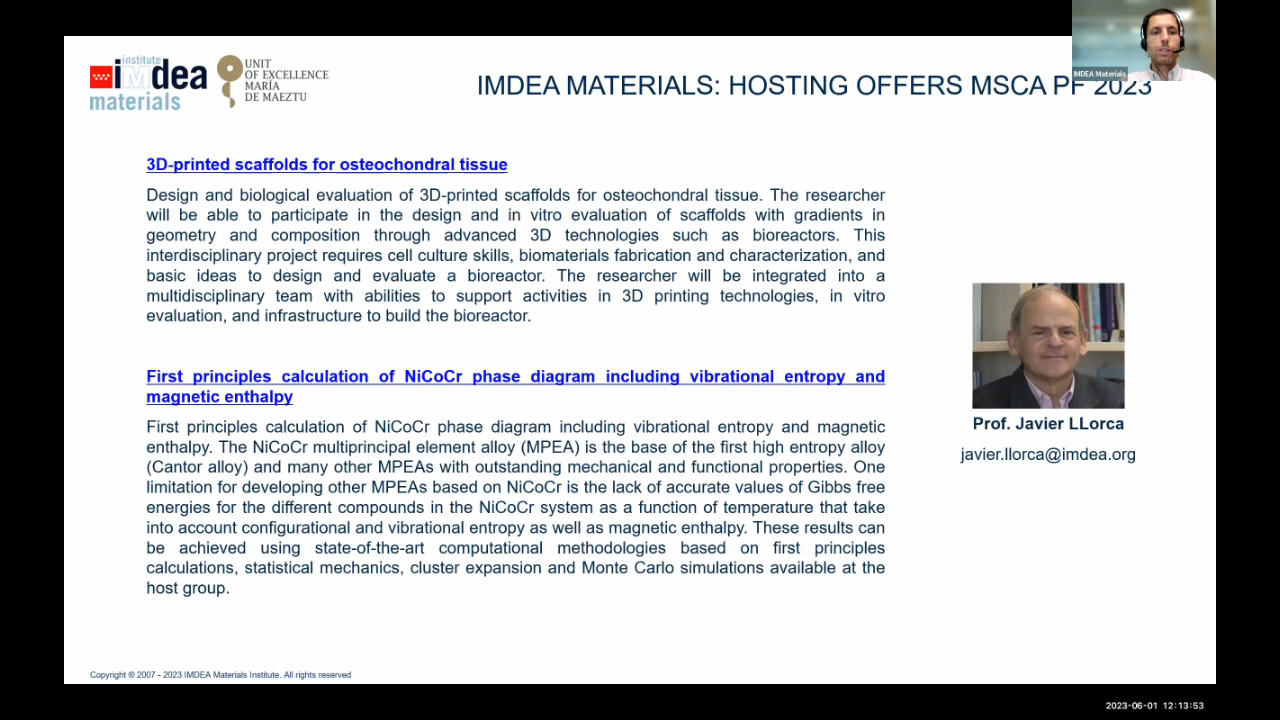 institute
imdea
materials
UNIT
OF EXCELLENCE
MARÍA
DE MAEZTU
IMDEA MATERIALS: HOSTING OFFERS MSCA PF 2023
IMDEA Materials
3D-printed scaffolds for osteochondral tissue
Design and biological evaluation of 3D-printed scaffolds for osteochondral tissue. The researcher
will be able to participate in the design and in vitro evaluation of scaffolds with gradients in
geometry and composition through advanced 3D technologies such as bioreactors. This
interdisciplinary project requires cell culture skills, biomaterials fabrication and characterization, and
basic ideas to design and evaluate a bioreactor. The researcher will be integrated into a
multidisciplinary team with abilities to support activities in 3D printing technologies, in vitro
evaluation, and infrastructure to build the bioreactor.
First principles calculation of NiCoCr phase diagram including vibrational entropy and
magnetic enthalpy
First principles calculation of NiCoCr phase diagram including vibrational entropy and magnetic
enthalpy. The NiCoCr multiprincipal element alloy (MPEA) is the base of the first high entropy alloy
(Cantor alloy) and many other MPEAs with outstanding mechanical and functional properties. One
limitation for developing other MPEAs based on NiCoCr is the lack of accurate values of Gibbs free
energies for the different compounds in the NiCoCr system as a function of temperature that take
into account configurational and vibrational entropy as well as magnetic enthalpy. These results can
be achieved using state-of-the-art computational methodologies based on first principles
calculations, statistical mechanics, cluster expansion and Monte Carlo simulations available at the
host group.
Prof. Javier LLorca
javier.llorca@imdea.org
Copyright ® 2007 - 2023 IMDEA Materials Institute. All rights reserved
2023-06-01 12:13:53